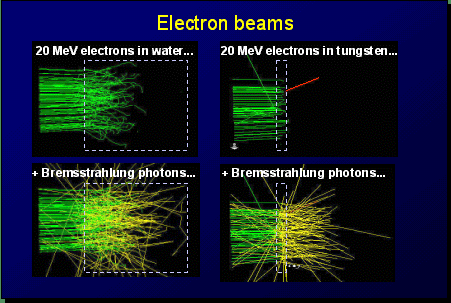 Electron beams
20 MeV electrons in water...
20 MeV electrons in tungsten...
+ Bremsstrahlung photons...
+ Bremsstrahlung photons...